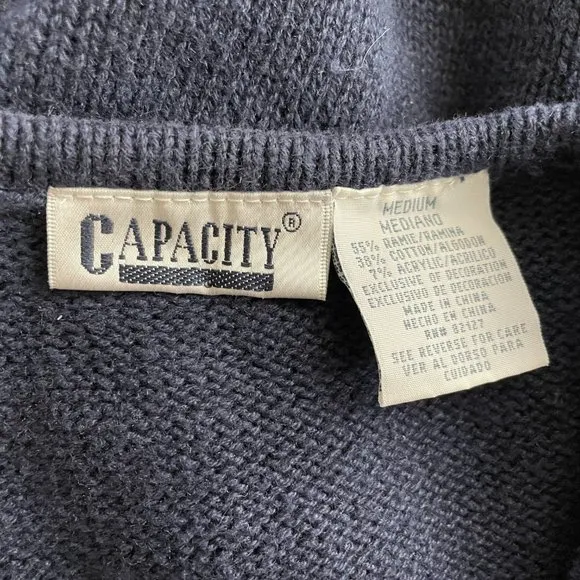 CAPACITY®
MEDIUM
MEDIANO
55% RAMIE/RAMINA
38% COTTON/ALGODON
7% ACRYLIC/ACRILICO
EXCLUSIVE OF DECORATION
EXCLUSIVO DE DECORACION
MADE IN CHINA
HECHO EN CHINA
RN# 82127
SEE REVERSE FOR CARE
VER AL DORSO PARA
CUIDADO